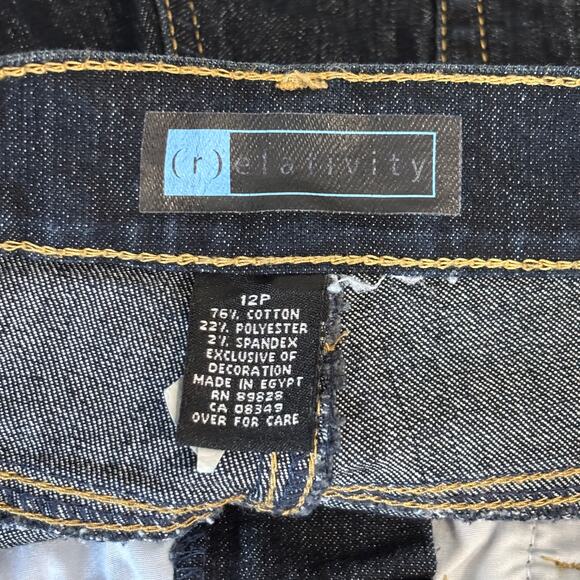 (r)elativity
12P
76% COTTON
22% POLYESTER
2% SPANDEX
EXCLUSIVE OF
DECORATION
MADE IN EGYPT
RN 89828
CA 08349
OVER FOR CARE